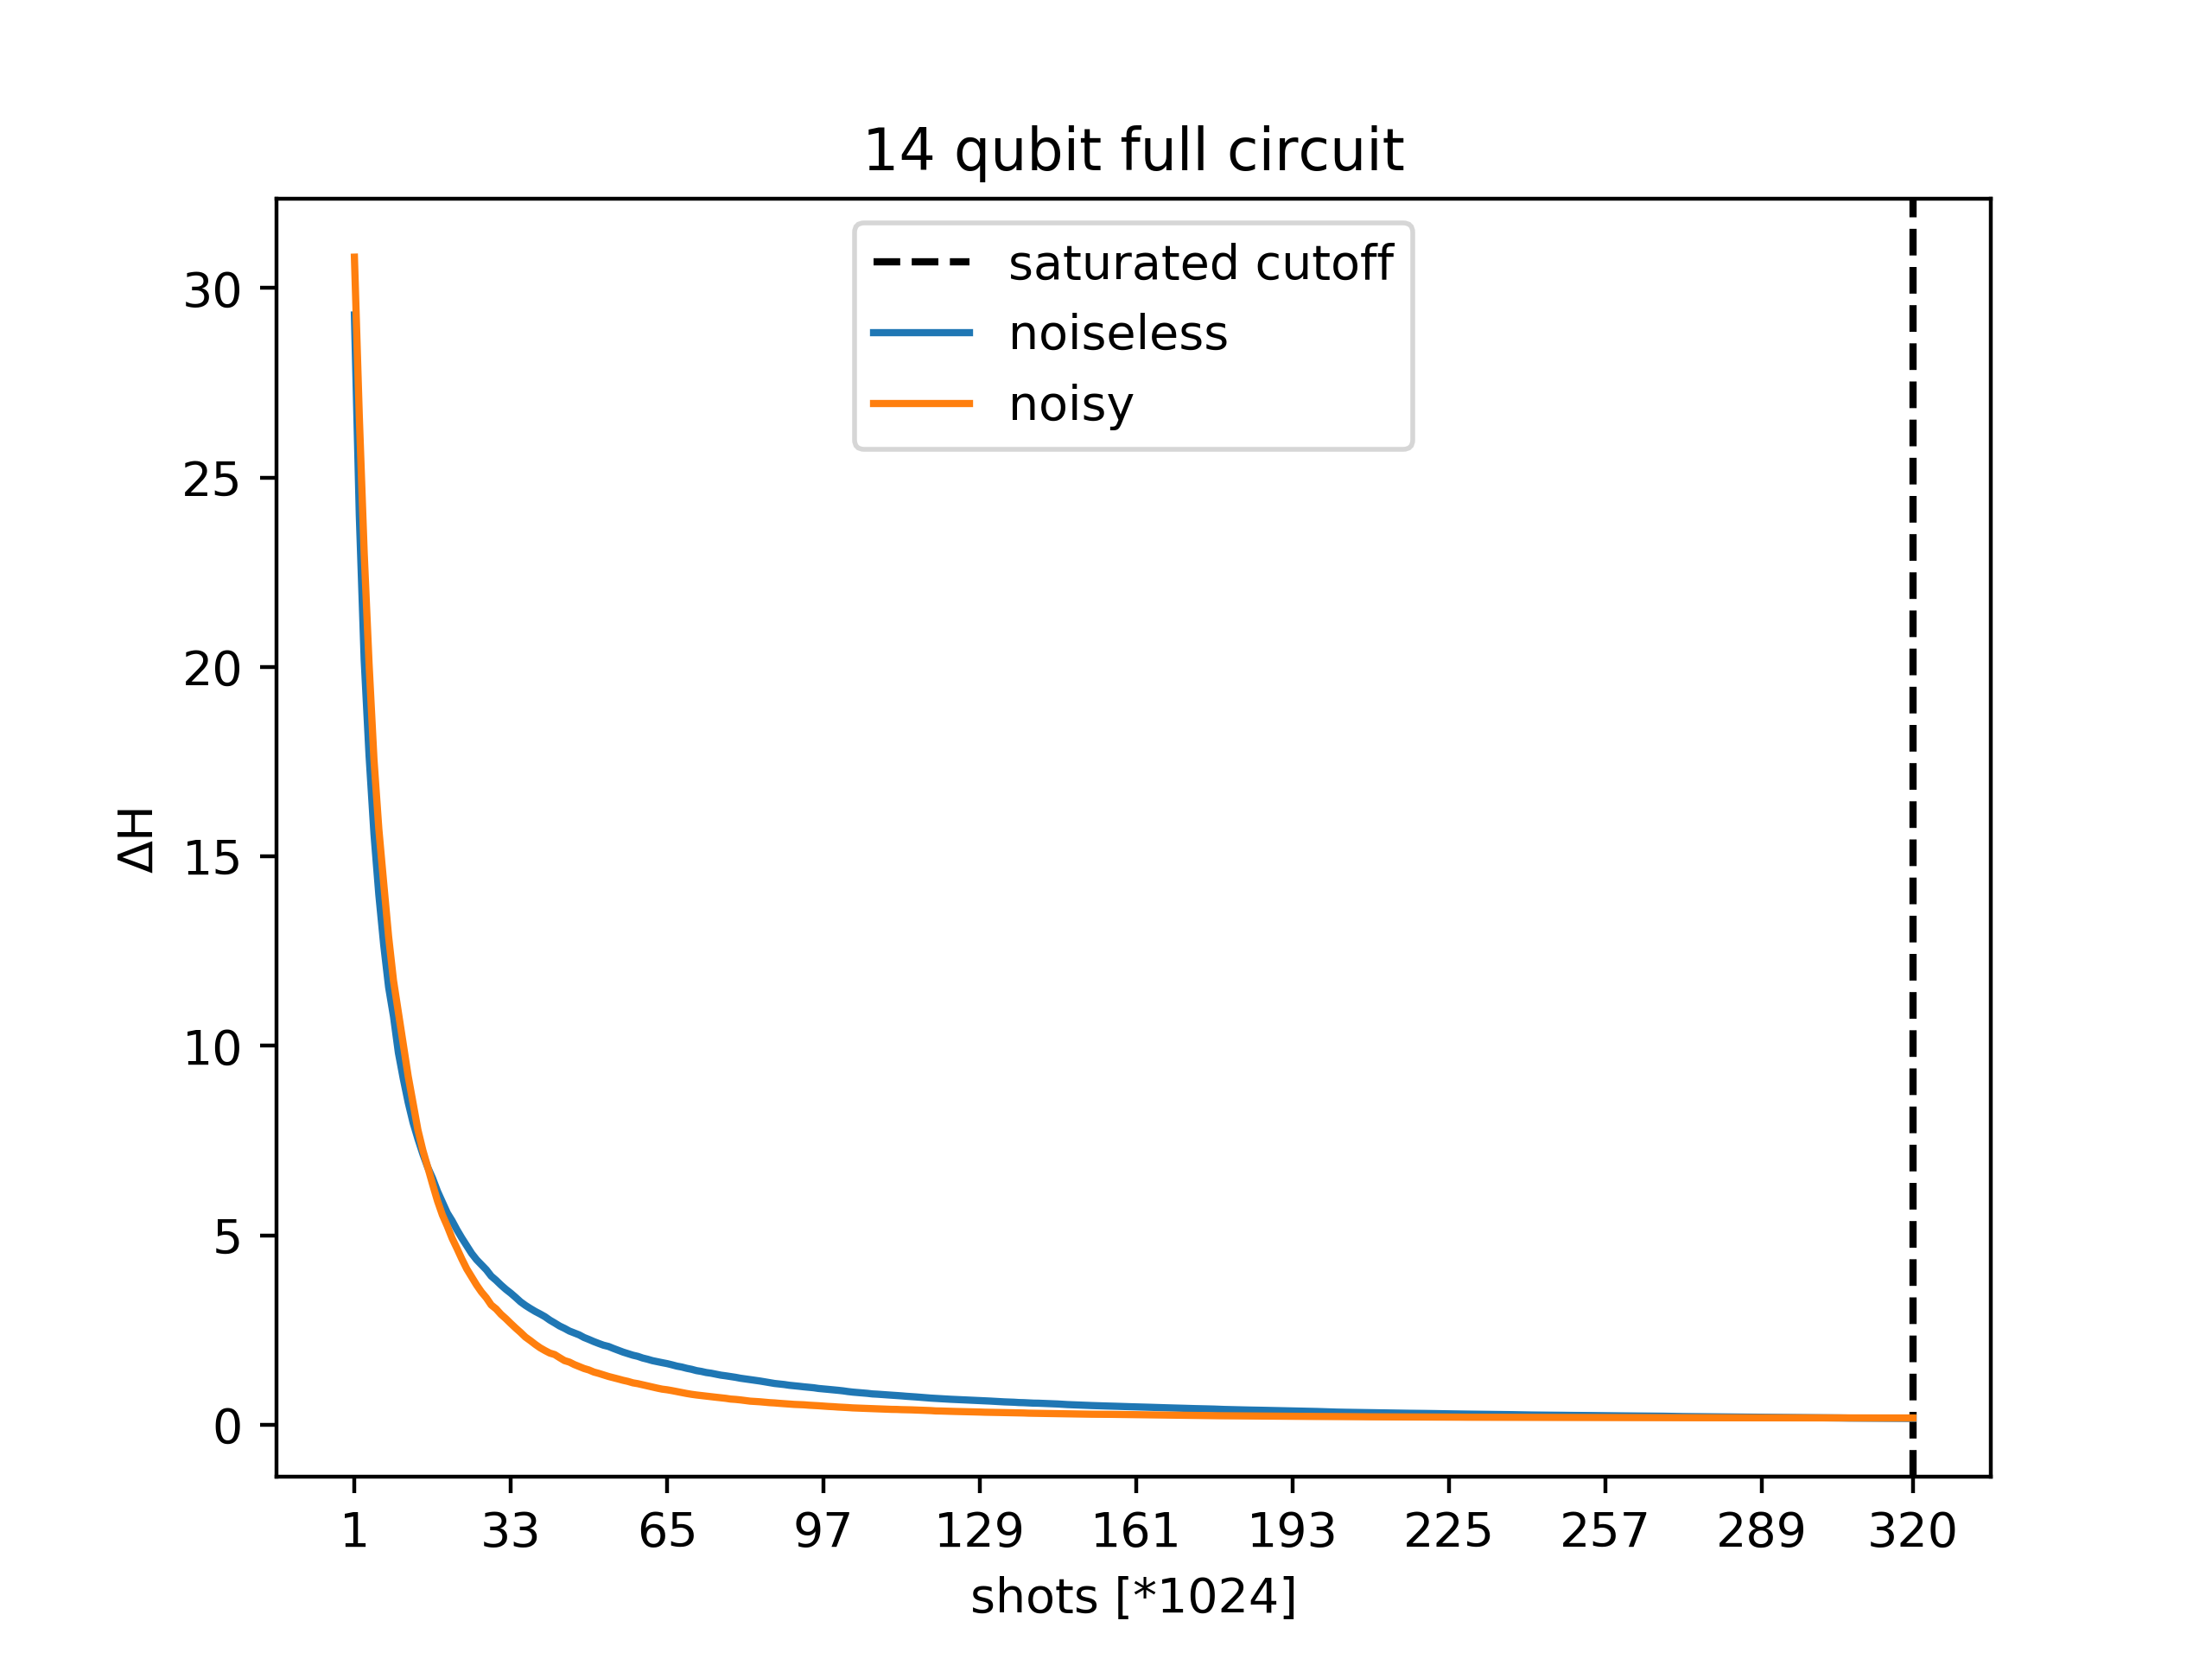 14 qubit full circuit
saturated cutoff
noiseless
noisy
ΔH
30
25
20
15
10
5
0
1 33 65 97 129 161 193 225 257 289 320
shots [*1024]